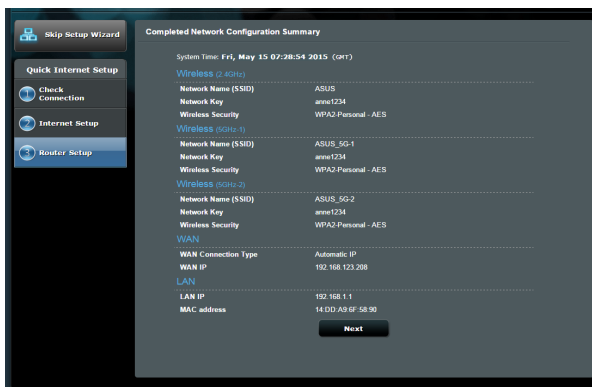 Skip Setup Wizard
Quick Internet Setup
1 Check Connection
2 Internet Setup
3 Router Setup
Completed Network Configuration Summary
System Time: Fri, May 15 07:28:54 2015 (GMT)
Wireless (2.4GHz)
Network Name (SSID) ASUS
Network Key anne1234
Wireless Security WPA2-Personal - AES
Wireless (5GHz-1)
Network Name (SSID) ASUS_5G-1
Network Key anne1234
Wireless Security WPA2-Personal - AES
Wireless (5GHz-2)
Network Name (SSID) ASUS_5G-2
Network Key anne1234
Wireless Security WPA2-Personal - AES
WAN
WAN Connection Type Automatic IP
WAN IP 192.168.123.208
LAN
LAN IP 192.168.1.1
MAC address 14:DD:A9:6F:58:90
Next